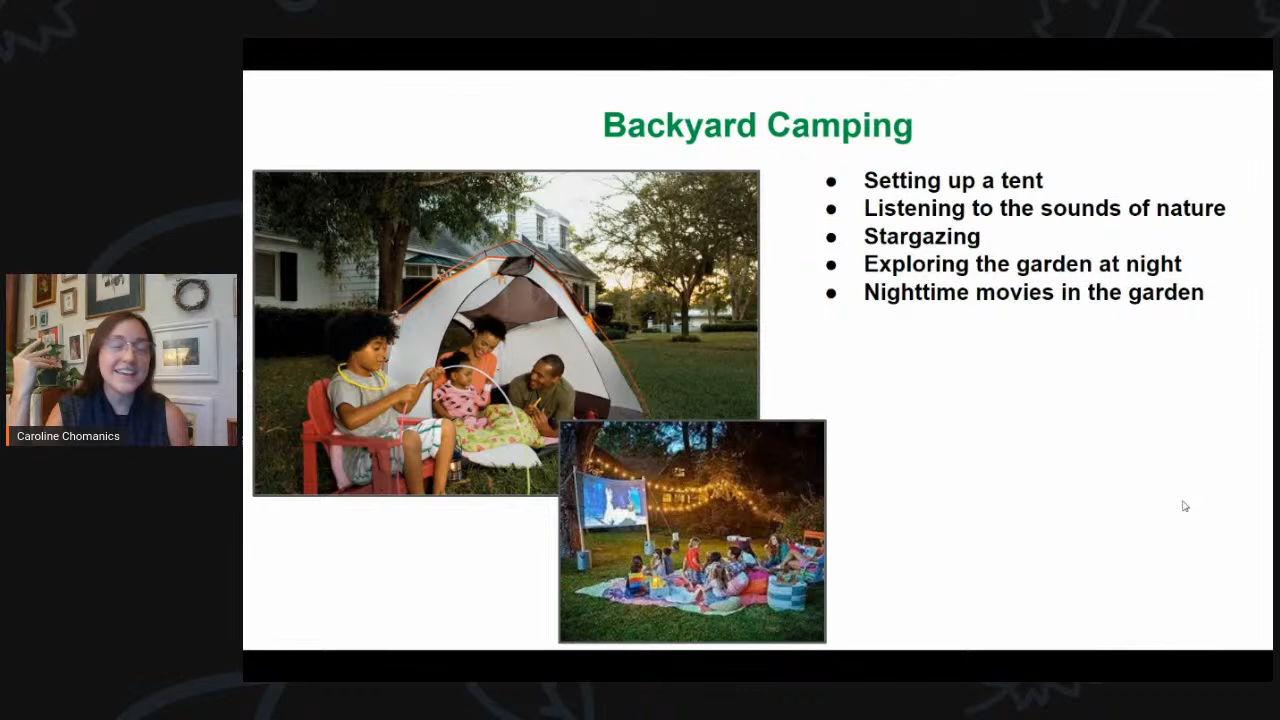 Backyard Camping
● Setting up a tent
● Listening to the sounds of nature
● Stargazing
● Exploring the garden at night
● Nighttime movies in the garden
Caroline Chomanics